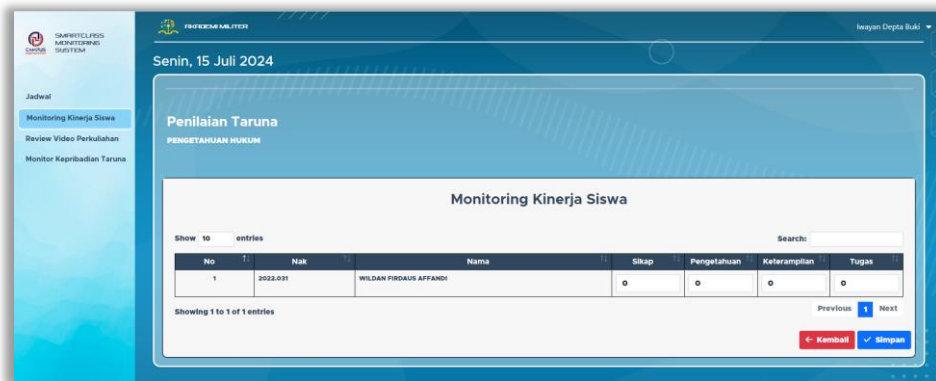 SMARTCLASS
MONITORING
SYSTEM
CAMPUS
AKADEMI MILITER
Iwayan Depta Buki
Senin, 15 Juli 2024
Jadwal
Monitoring Kinerja Siswa
Review Video Perkuliahan
Monitor Kepribadian Taruna
Penilaian Taruna
PENGETAHUAN HUKUM
Monitoring Kinerja Siswa
Show 10 entries
Search:
No Nak Nama Sikap Pengetahuan Keterampilan Tugas
1 2022.031 WILDAN FIRDAUS AFFANDI 0 0 0 0
Showing 1 to 1 of 1 entries
Previous 1 Next
← Kembali ✓ Simpan